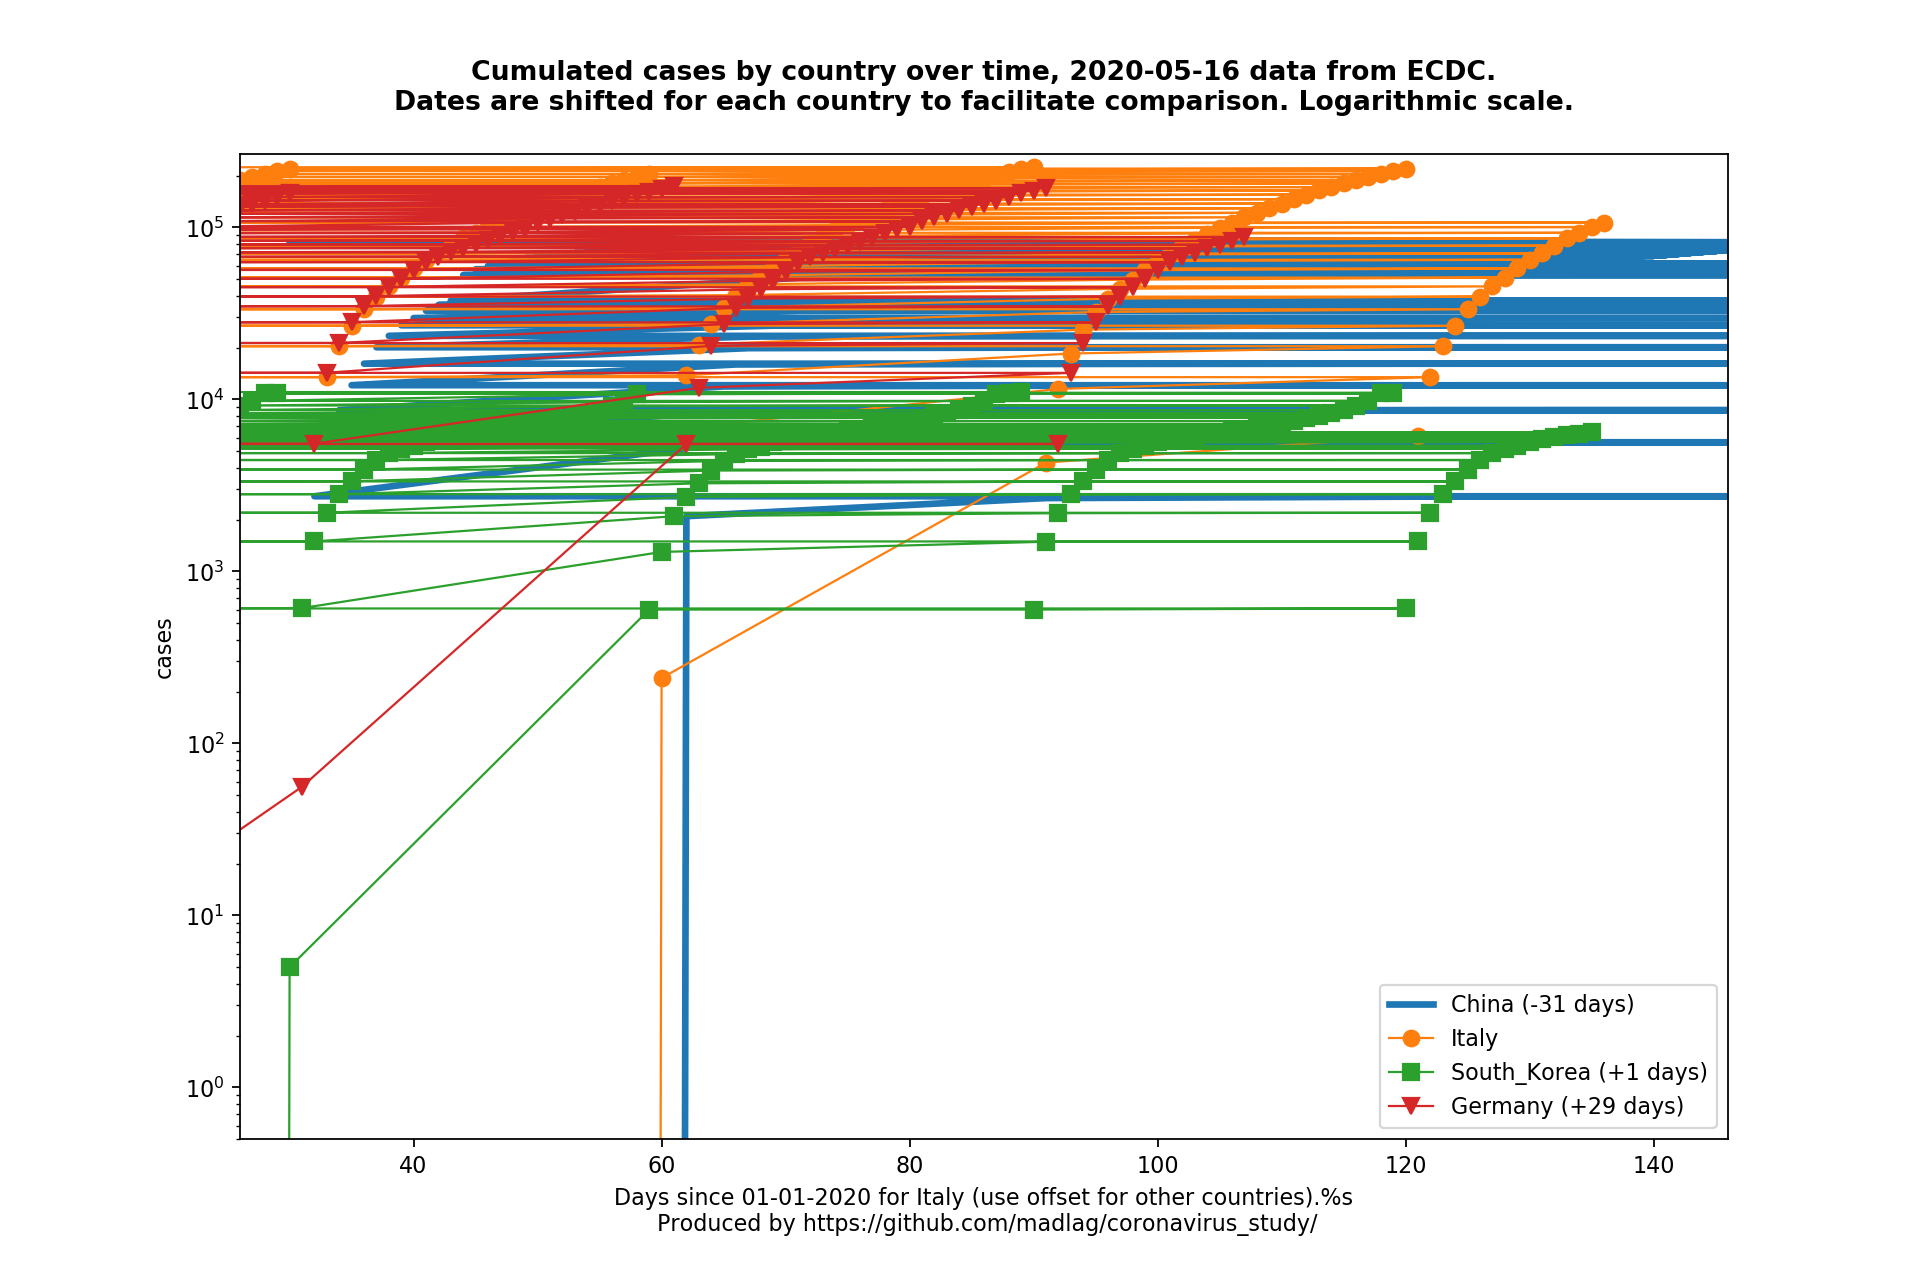 Cumulated cases by country over time, 2020-05-16 data from ECDC.
Dates are shifted for each country to facilitate comparison. Logarithmic scale.
10^5
10^4
10^3
10^2
10^1
10^0
cases
40 60 80 100 120 140
Days since 01-01-2020 for Italy (use offset for other countries).%s
Produced by https://github.com/madlag/coronavirus_study/
China (-31 days)
Italy
South_Korea (+1 days)
Germany (+29 days)